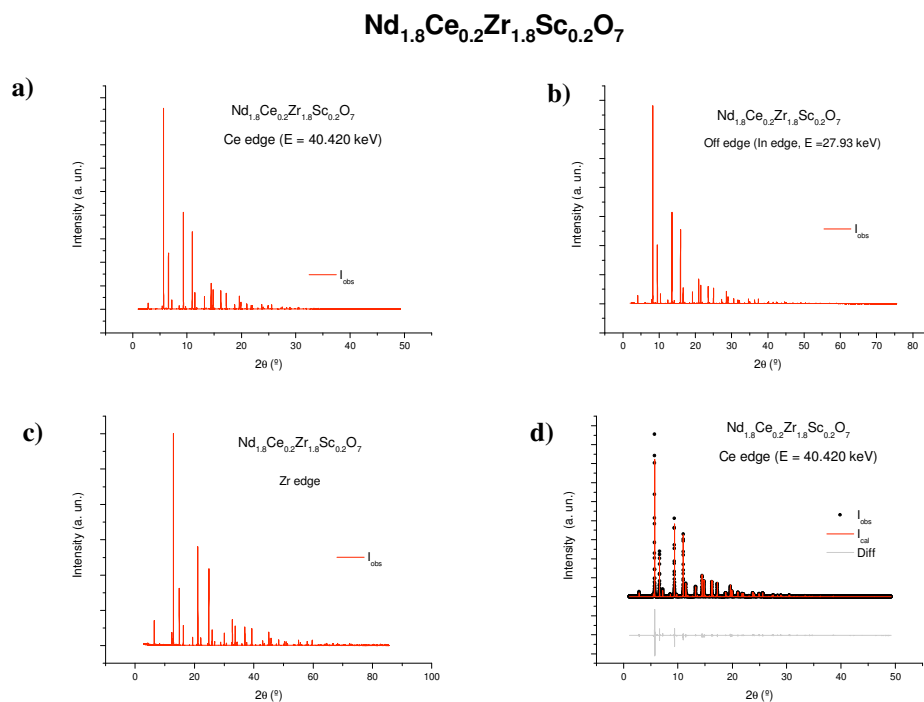 Nd1.8Ce0.2Zr1.8Sc0.2O7
a)
Nd1.8Ce0.2Zr1.8Sc0.2O7
Ce edge (E = 40.420 keV)
Iobs
Intensity (a. un.)
0 10 20 30 40 50
2θ (º)
b)
Nd1.8Ce0.2Zr1.8Sc0.2O7
Off edge (In edge, E =27.93 keV)
Iobs
Intensity (a. un.)
0 10 20 30 40 50 60 70 80
2θ (º)
c)
Nd1.8Ce0.2Zr1.8Sc0.2O7
Zr edge
Iobs
Intensity (a. un.)
0 20 40 60 80 100
2θ (º)
d)
Nd1.8Ce0.2Zr1.8Sc0.2O7
Ce edge (E = 40.420 keV)
Iobs
Ical
Diff
Intensity (a. un.)
0 10 20 30 40 50
2θ (º)